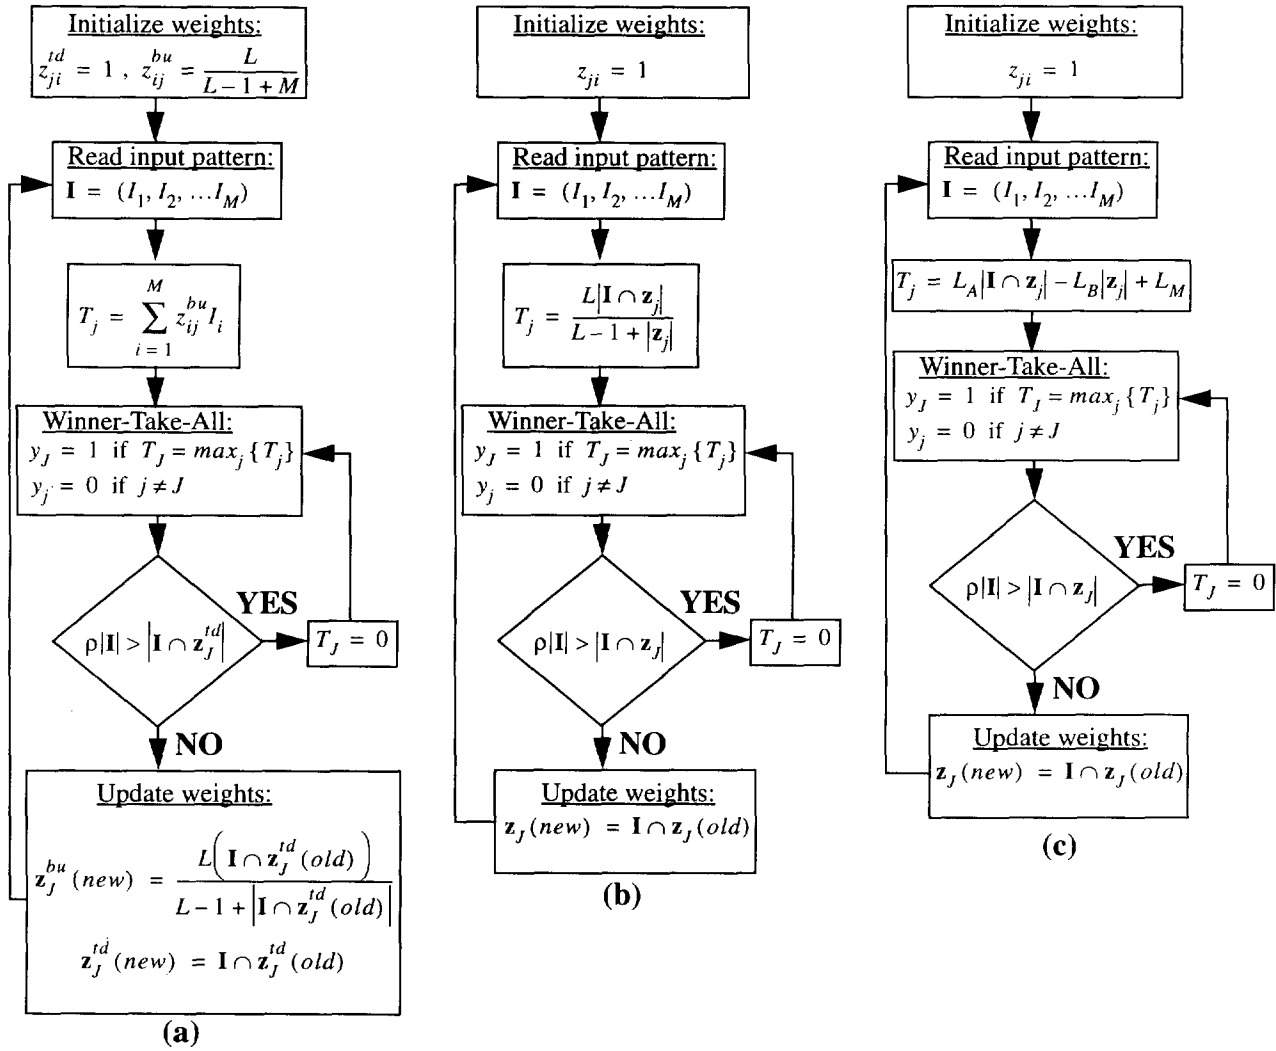 Initialize weights:
z_{ji}^{td} = 1 , z_{ij}^{bu} = \frac{L}{L-1+M}
Read input pattern:
I = (I_1, I_2, ...I_M)
T_j = \sum_{i=1}^{M} z_{ij}^{bu} I_i
Winner-Take-All:
y_J = 1 if T_J = max_j{T_j}
y_j = 0 if j ≠ J
YES
ρ|I| > |I ∩ z_J^{td}|
T_J = 0
NO
Update weights:
z_J^{bu}(new) = \frac{L(I ∩ z_J^{td}(old))}{L-1+|I ∩ z_J^{td}(old)|}
z_J^{td}(new) = I ∩ z_J^{td}(old)
(a)
Initialize weights:
z_{ji} = 1
Read input pattern:
I = (I_1, I_2, ...I_M)
T_j = \frac{L|I ∩ z_j|}{L-1+|z_j|}
Winner-Take-All:
y_J = 1 if T_J = max_j{T_j}
y_j = 0 if j ≠ J
YES
ρ|I| > |I ∩ z_J|
T_J = 0
NO
Update weights:
z_J(new) = I ∩ z_J(old)
(b)
Initialize weights:
z_{ji} = 1
Read input pattern:
I = (I_1, I_2, ...I_M)
T_j = L_A|I ∩ z_j| − L_B|z_j| + L_M
Winner-Take-All:
y_J = 1 if T_J = max_j{T_j}
y_j = 0 if j ≠ J
YES
ρ|I| > |I ∩ z_J|
T_J = 0
NO
Update weights:
z_J(new) = I ∩ z_J(old)
(c)